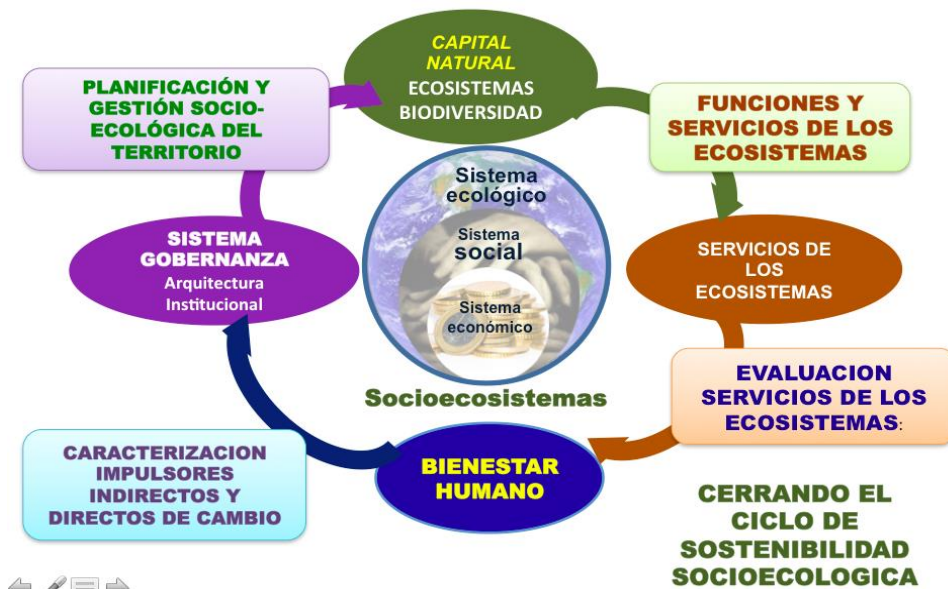 CAPITAL
NATURAL
ECOSISTEMAS
BIODIVERSIDAD
PLANIFICACIÓN Y
GESTIÓN SOCIO-
ECOLÓGICA DEL
TERRITORIO
FUNCIONES Y
SERVICIOS DE LOS
ECOSISTEMAS
Sistema
ecológico
Sistema
social
Sistema
económico
Socioecosistemas
SISTEMA
GOBERNANZA
Arquitectura
Institucional
SERVICIOS DE
LOS
ECOSISTEMAS
EVALUACION
SERVICIOS DE LOS
ECOSISTEMAS:
CARACTERIZACION
IMPULSORES
INDIRECTOS Y
DIRECTOS DE CAMBIO
BIENESTAR
HUMANO
CERRANDO EL
CICLO DE
SOSTENIBILIDAD
SOCIOECOLOGICA